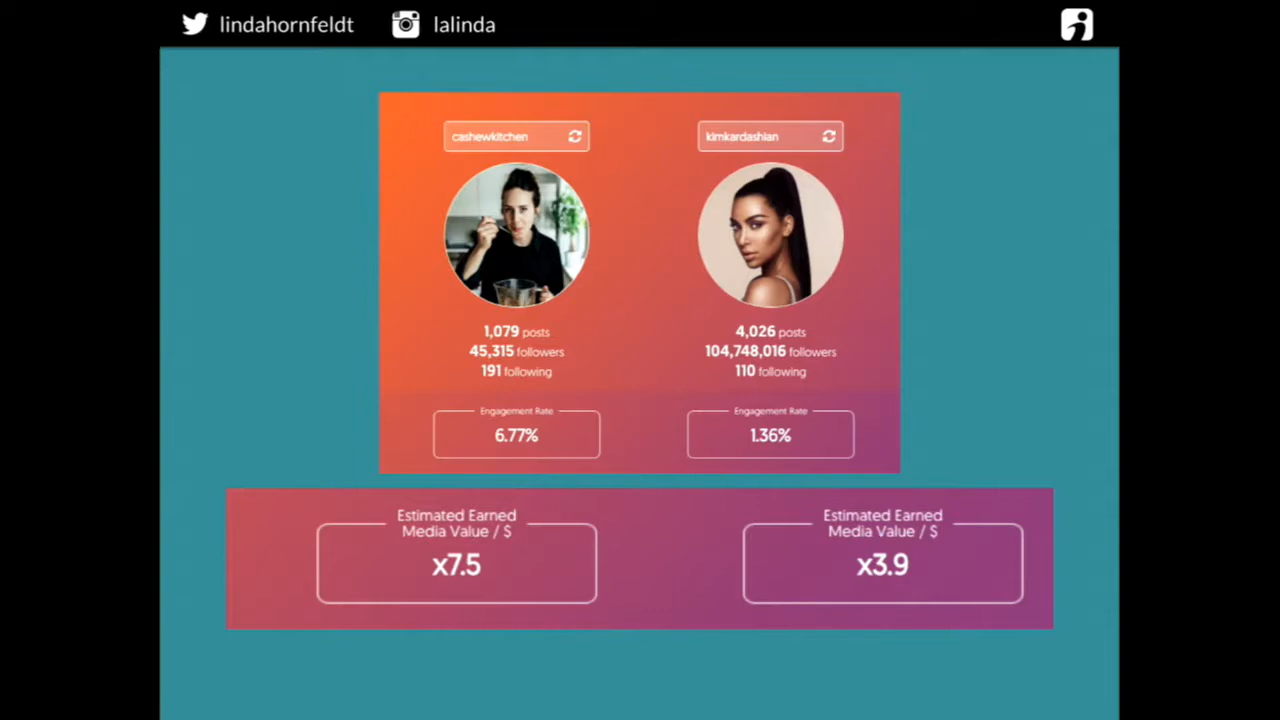 lindahornfeldt lalinda
cashewkitchen
1,079 posts
45,315 followers
191 following
Engagement Rate
6.77%
kimkardashian
4,026 posts
104,748,016 followers
110 following
Engagement Rate
1.36%
Estimated Earned
Media Value / $
x7.5
Estimated Earned
Media Value / $
x3.9